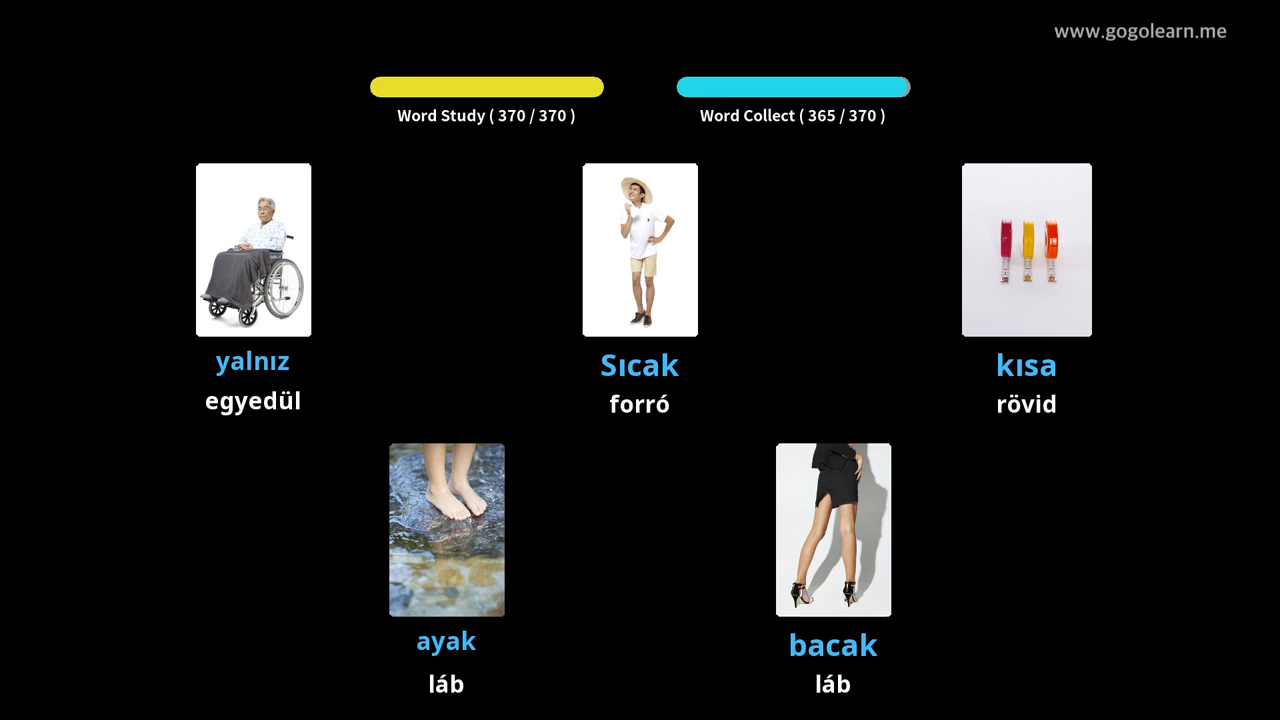 www.gogolearn.me
Word Study ( 370 / 370 )
Word Collect ( 365 / 370 )
yalnız
egyedül
Sıcak
forró
kısa
rövid
ayak
láb
bacak
láb